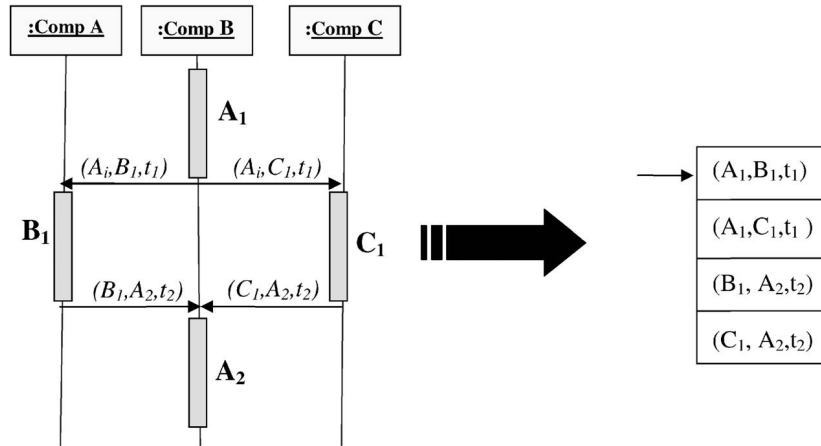 :Comp A
:Comp B
:Comp C
A₁
(Aᵢ,B₁,t₁)
(Aᵢ,C₁,t₁)
B₁
C₁
(B₁,A₂,t₂)
(C₁,A₂,t₂)
A₂
(A₁,B₁,t₁)
(A₁,C₁,t₁ )
(B₁, A₂,t₂)
(C₁, A₂,t₂)